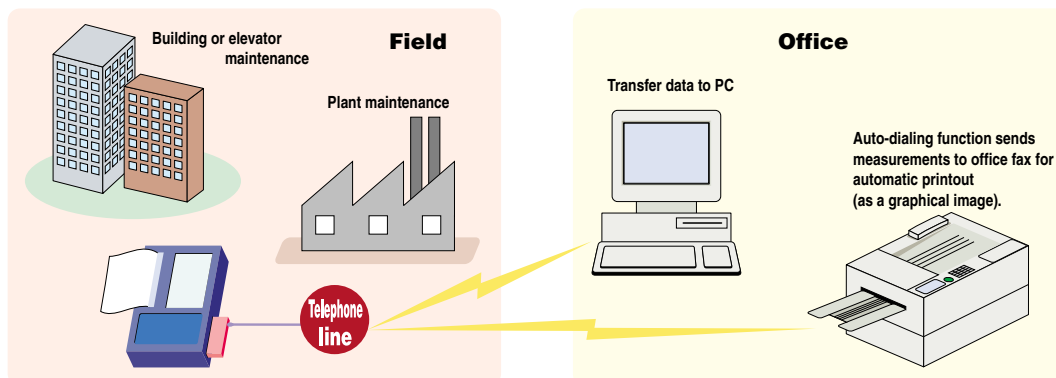 Field
Building or elevator
maintenance
Plant maintenance
Telephone
line
Office
Transfer data to PC
Auto-dialing function sends
measurements to office fax for
automatic printout
(as a graphical image).